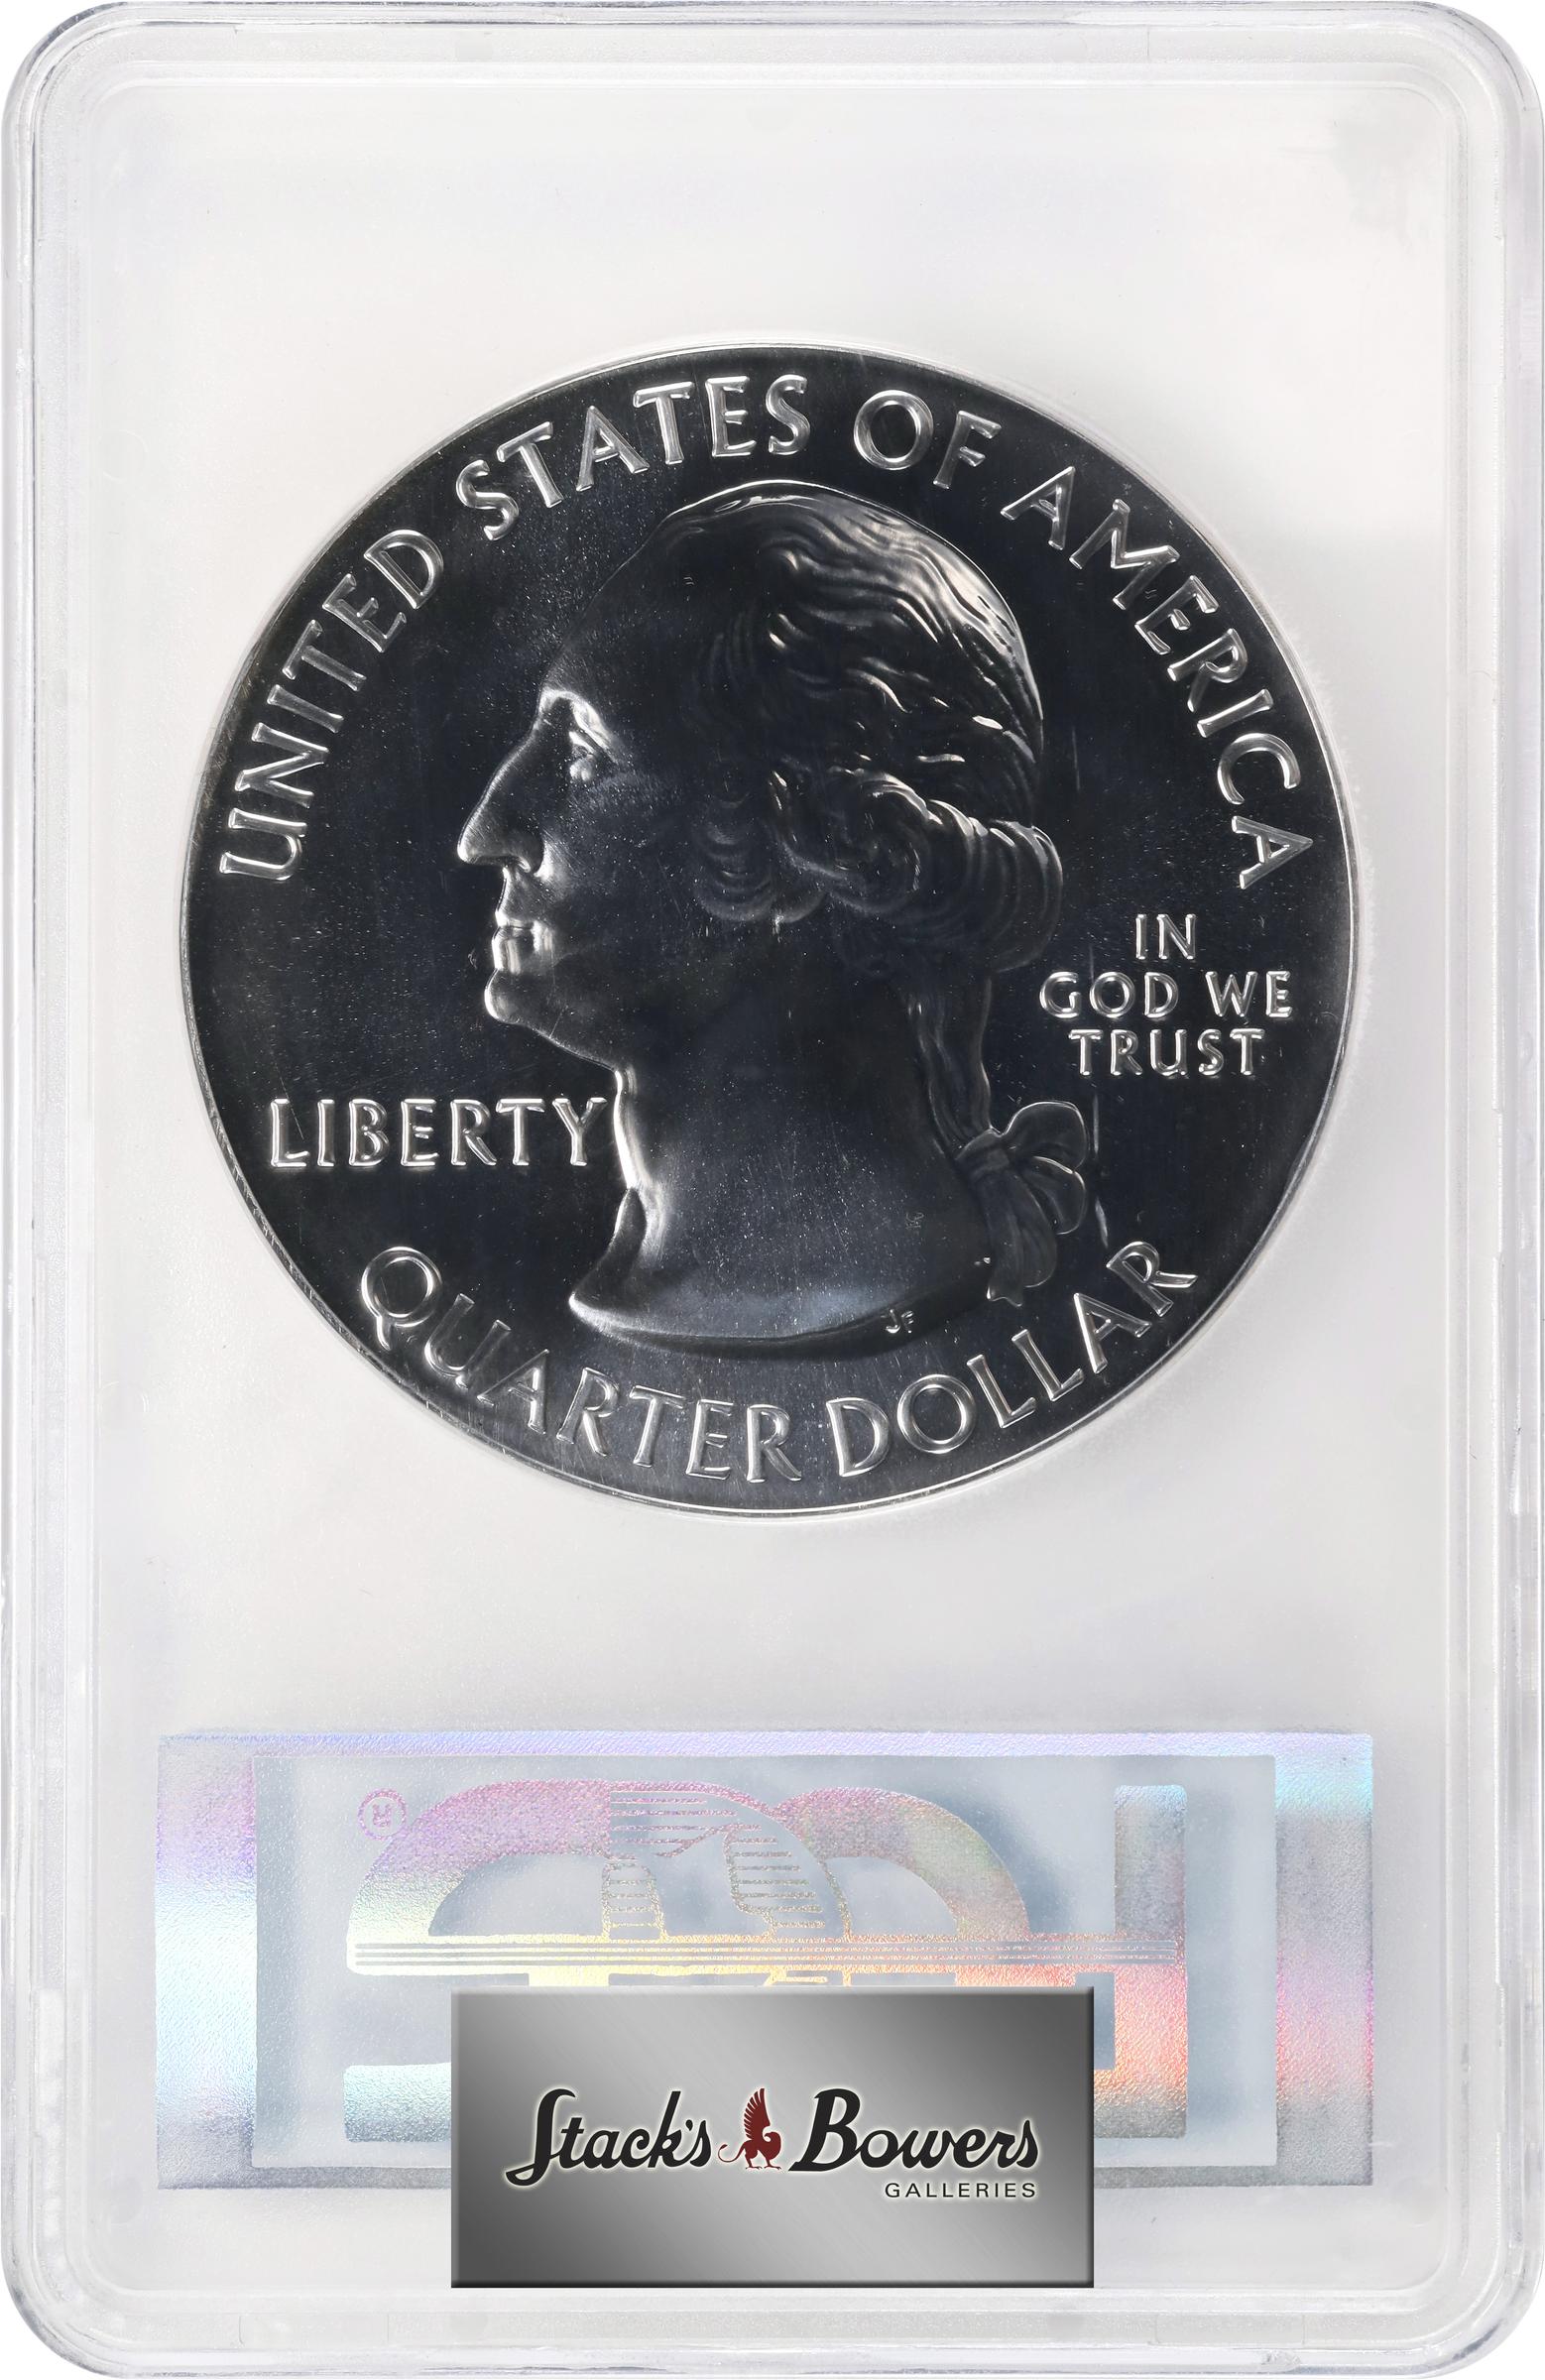 UNITED STATES OF AMERICA
IN
GOD WE
TRUST
LIBERTY
JF
QUARTER DOLLAR
®
Stack's Bowers
GALLERIES